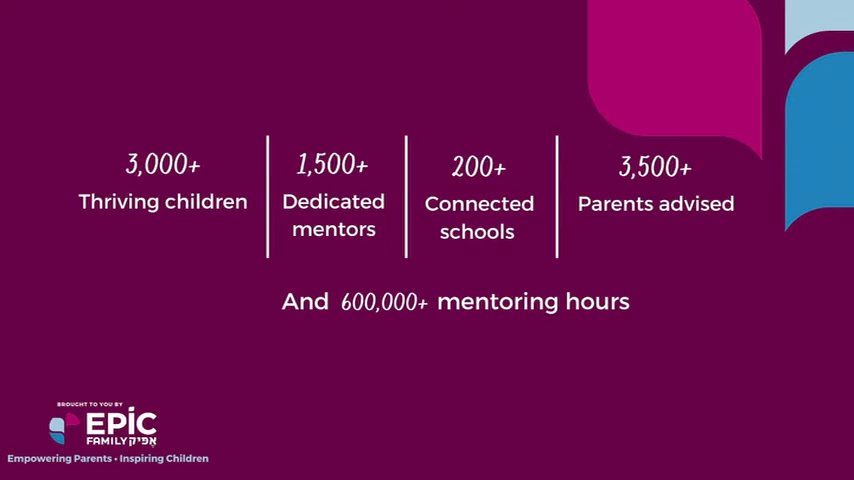 3,000+
Thriving children
1,500+
Dedicated
mentors
200+
Connected
schools
3,500+
Parents advised
And 600,000+ mentoring hours
BROUGHT TO YOU BY
EPIC
FAMILY אֶפִּיק
Empowering Parents • Inspiring Children